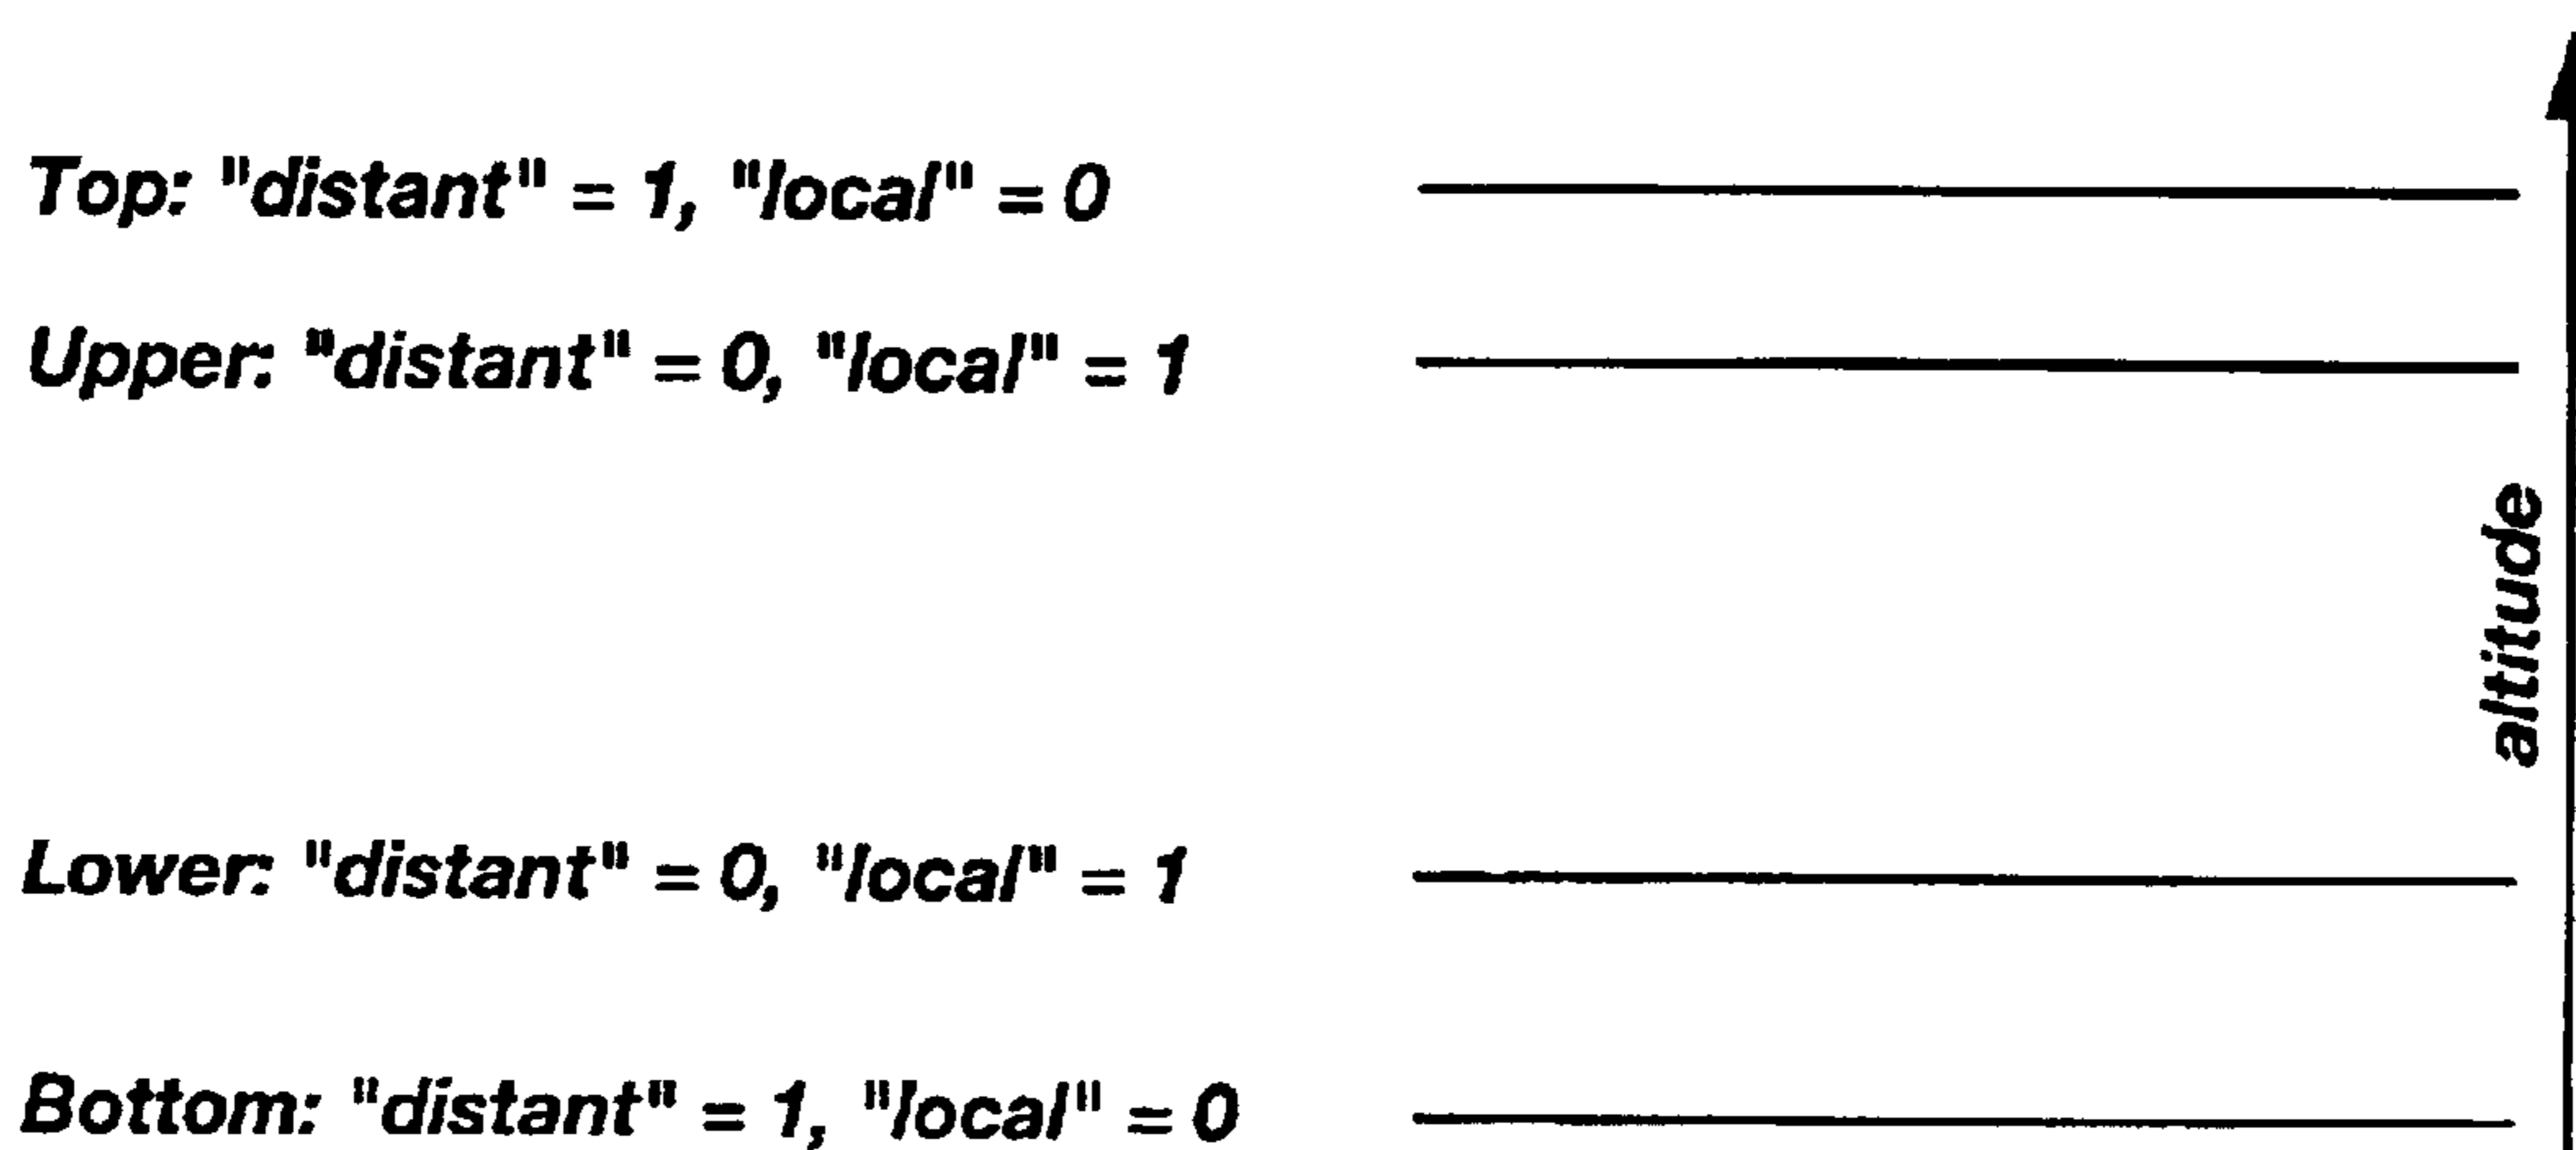 Top: "distant" = 1, "local" = 0
Upper: "distant" = 0, "local" = 1
altitude
Lower: "distant" = 0, "local" = 1
Bottom: "distant" = 1, "local" = 0